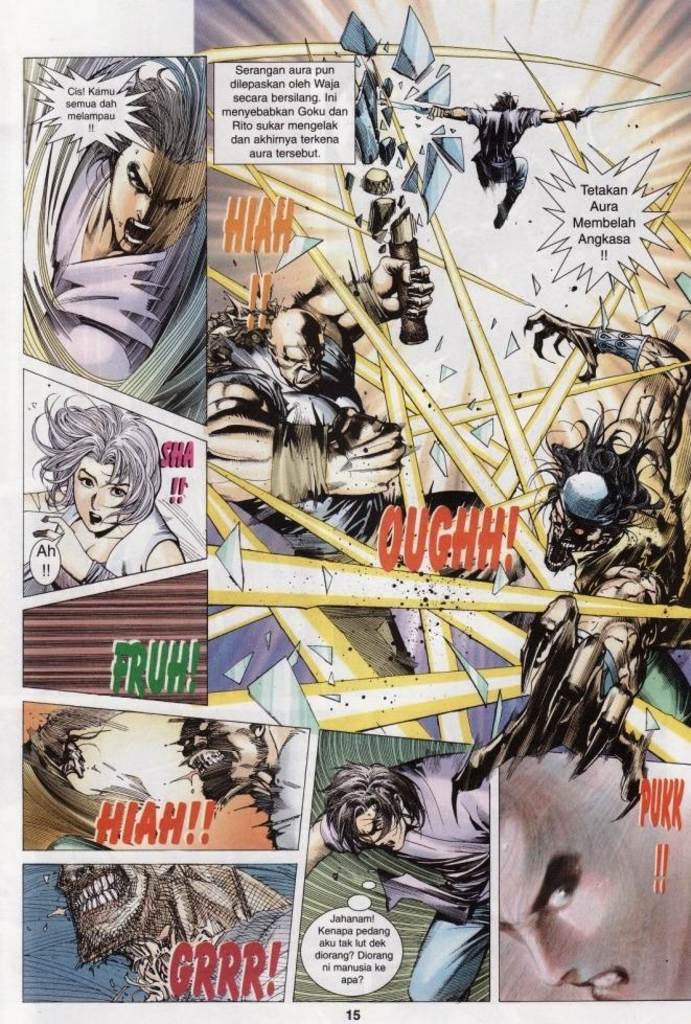 Cis! Kamu
semua dah
melampau
!!
Serangan aura pun
dilepaskan oleh Waja
secara bersilang. Ini
menyebabkan Goku dan
Rito sukar mengelak
dan akhirnya terkena
aura tersebut.
Tetakan
Aura
Membelah
Angkasa
!!
HIAH
!!
SHA
!!
Ah
!!
OUGHH!
FRUH!
HIAH!!
GRRR!
Jahanam!
Kenapa pedang
aku tak lut dek
diorang? Diorang
ni manusia ke
apa?
PUKK
!!
15